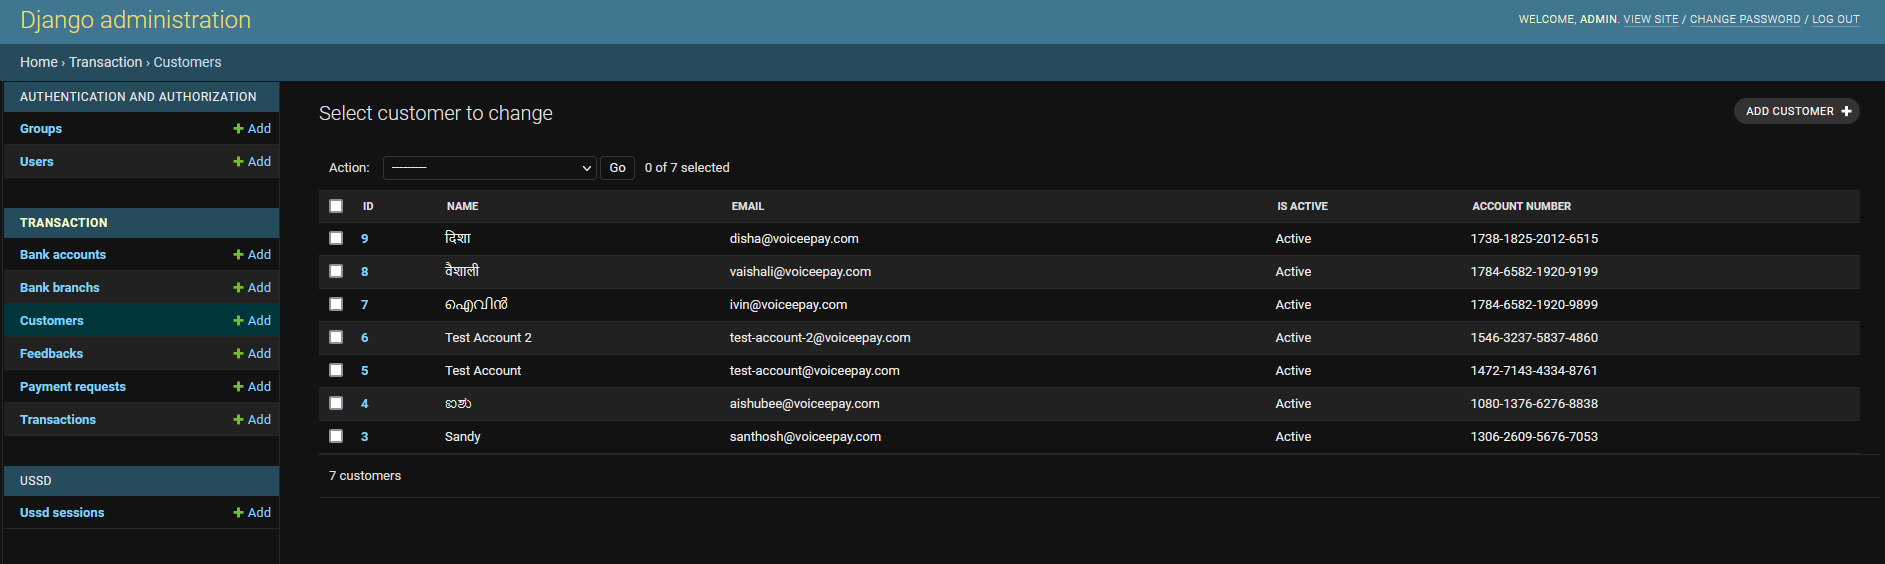 Django administration
WELCOME, ADMIN. VIEW SITE / CHANGE PASSWORD / LOG OUT
Home › Transaction › Customers
AUTHENTICATION AND AUTHORIZATION
Groups + Add
Users + Add
TRANSACTION
Bank accounts + Add
Bank branchs + Add
Customers + Add
Feedbacks + Add
Payment requests + Add
Transactions + Add
USSD
Ussd sessions + Add
Select customer to change
ADD CUSTOMER +
Action: --------- Go 0 of 7 selected
ID NAME EMAIL IS ACTIVE ACCOUNT NUMBER
9 दिशा disha@voiceepay.com Active 1738-1825-2012-6515
8 वैशाली vaishali@voiceepay.com Active 1784-6582-1920-9199
7 ഐവിൻ ivin@voiceepay.com Active 1784-6582-1920-9899
6 Test Account 2 test-account-2@voiceepay.com Active 1546-3237-5837-4860
5 Test Account test-account@voiceepay.com Active 1472-7143-4334-8761
4 ഐശു aishubee@voiceepay.com Active 1080-1376-6276-8838
3 Sandy santhosh@voiceepay.com Active 1306-2609-5676-7053
7 customers